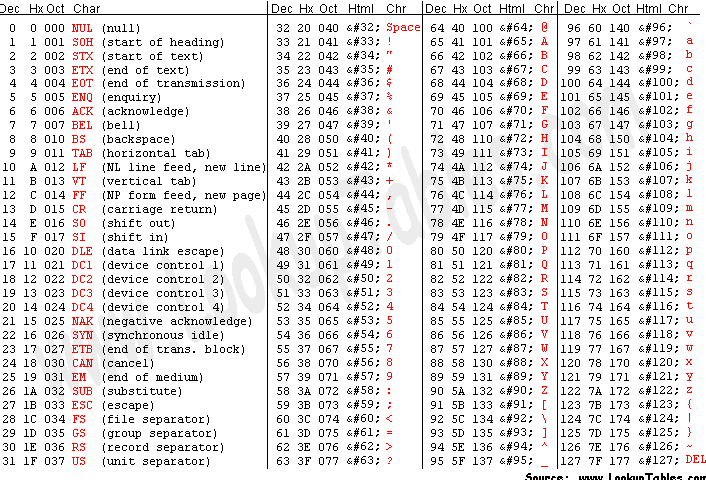 Dec Hx Oct Char Dec Hx Oct Html Chr Dec Hx Oct Html Chr Dec Hx Oct Html Chr
0 0 000 NUL (null) 32 20 040 &#32; Space 64 40 100 &#64; @ 96 60 140 &#96; `
1 1 001 SOH (start of heading) 33 21 041 &#33; ! 65 41 101 &#65; A 97 61 141 &#97; a
2 2 002 STX (start of text) 34 22 042 &#34; " 66 42 102 &#66; B 98 62 142 &#98; b
3 3 003 ETX (end of text) 35 23 043 &#35; # 67 43 103 &#67; C 99 63 143 &#99; c
4 4 004 EOT (end of transmission) 36 24 044 &#36; $ 68 44 104 &#68; D 100 64 144 &#100; d
5 5 005 ENQ (enquiry) 37 25 045 &#37; % 69 45 105 &#69; E 101 65 145 &#101; e
6 6 006 ACK (acknowledge) 38 26 046 &#38; & 70 46 106 &#70; F 102 66 146 &#102; f
7 7 007 BEL (bell) 39 27 047 &#39; ' 71 47 107 &#71; G 103 67 147 &#103; g
8 8 010 BS (backspace) 40 28 050 &#40; ( 72 48 110 &#72; H 104 68 150 &#104; h
9 9 011 TAB (horizontal tab) 41 29 051 &#41; ) 73 49 111 &#73; I 105 69 151 &#105; i
10 A 012 LF (NL line feed, new line) 42 2A 052 &#42; * 74 4A 112 &#74; J 106 6A 152 &#106; j
11 B 013 VT (vertical tab) 43 2B 053 &#43; + 75 4B 113 &#75; K 107 6B 153 &#107; k
12 C 014 FF (NP form feed, new page) 44 2C 054 &#44; , 76 4C 114 &#76; L 108 6C 154 &#108; l
13 D 015 CR (carriage return) 45 2D 055 &#45; - 77 4D 115 &#77; M 109 6D 155 &#109; m
14 E 016 SO (shift out) 46 2E 056 &#46; . 78 4E 116 &#78; N 110 6E 156 &#110; n
15 F 017 SI (shift in) 47 2F 057 &#47; / 79 4F 117 &#79; O 111 6F 157 &#111; o
16 10 020 DLE (data link escape) 48 30 060 &#48; 0 80 50 120 &#80; P 112 70 160 &#112; p
17 11 021 DC1 (device control 1) 49 31 061 &#49; 1 81 51 121 &#81; Q 113 71 161 &#113; q
18 12 022 DC2 (device control 2) 50 32 062 &#50; 2 82 52 122 &#82; R 114 72 162 &#114; r
19 13 023 DC3 (device control 3) 51 33 063 &#51; 3 83 53 123 &#83; S 115 73 163 &#115; s
20 14 024 DC4 (device control 4) 52 34 064 &#52; 4 84 54 124 &#84; T 116 74 164 &#116; t
21 15 025 NAK (negative acknowledge) 53 35 065 &#53; 5 85 55 125 &#85; U 117 75 165 &#117; u
22 16 026 SYN (synchronous idle) 54 36 066 &#54; 6 86 56 126 &#86; V 118 76 166 &#118; v
23 17 027 ETB (end of trans. block) 55 37 067 &#55; 7 87 57 127 &#87; W 119 77 167 &#119; w
24 18 030 CAN (cancel) 56 38 070 &#56; 8 88 58 130 &#88; X 120 78 170 &#120; x
25 19 031 EM (end of medium) 57 39 071 &#57; 9 89 59 131 &#89; Y 121 79 171 &#121; y
26 1A 032 SUB (substitute) 58 3A 072 &#58; : 90 5A 132 &#90; Z 122 7A 172 &#122; z
27 1B 033 ESC (escape) 59 3B 073 &#59; ; 91 5B 133 &#91; [ 123 7B 173 &#123; {
28 1C 034 FS (file separator) 60 3C 074 &#60; < 92 5C 134 &#92; \ 124 7C 174 &#124; |
29 1D 035 GS (group separator) 61 3D 075 &#61; = 93 5D 135 &#93; ] 125 7D 175 &#125; }
30 1E 036 RS (record separator) 62 3E 076 &#62; > 94 5E 136 &#94; ^ 126 7E 176 &#126; ~
31 1F 037 US (unit separator) 63 3F 077 &#63; ? 95 5F 137 &#95; _ 127 7F 177 &#127; DEL
Source: www.LookupTables.com